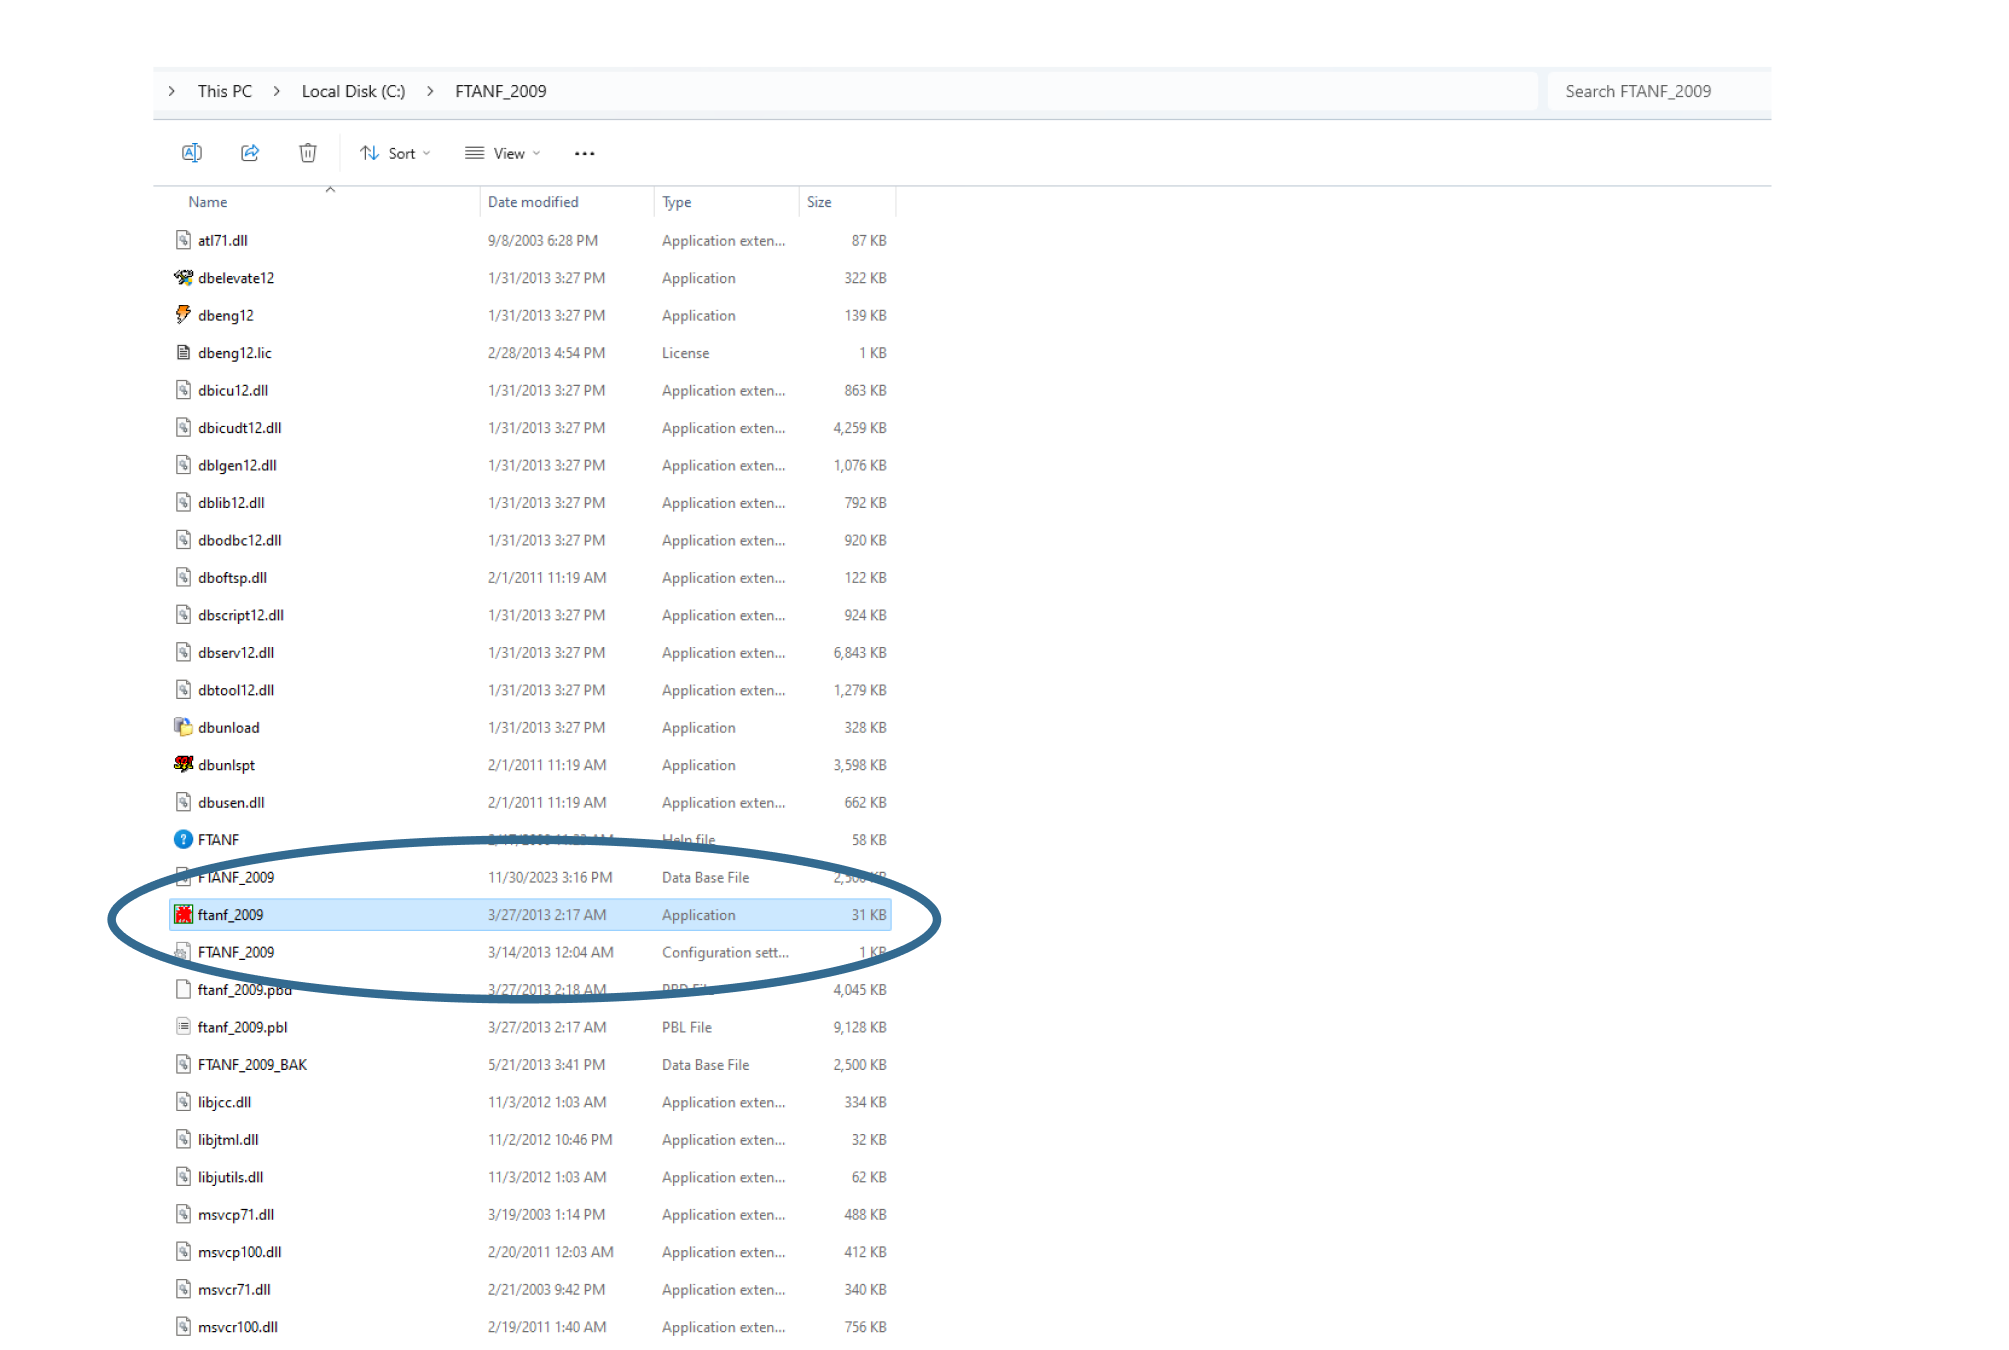 This PC > Local Disk (C:) > FTANF_2009 Search FTANF_2009
Sort View ...
Name Date modified Type Size
atl71.dll 9/8/2003 6:28 PM Application exten... 87 KB
dbelevate12 1/31/2013 3:27 PM Application 322 KB
dbeng12 1/31/2013 3:27 PM Application 139 KB
dbeng12.lic 2/28/2013 4:54 PM License 1 KB
dbicu12.dll 1/31/2013 3:27 PM Application exten... 863 KB
dbicudt12.dll 1/31/2013 3:27 PM Application exten... 4,259 KB
dblgen12.dll 1/31/2013 3:27 PM Application exten... 1,076 KB
dblib12.dll 1/31/2013 3:27 PM Application exten... 792 KB
dbodbc12.dll 1/31/2013 3:27 PM Application exten... 920 KB
dboftsp.dll 2/1/2011 11:19 AM Application exten... 122 KB
dbscript12.dll 1/31/2013 3:27 PM Application exten... 924 KB
dbserv12.dll 1/31/2013 3:27 PM Application exten... 6,843 KB
dbtool12.dll 1/31/2013 3:27 PM Application exten... 1,279 KB
dbunload 1/31/2013 3:27 PM Application 328 KB
dbunlspt 2/1/2011 11:19 AM Application 3,598 KB
dbusen.dll 2/1/2011 11:19 AM Application exten... 662 KB
FTANF Help file 58 KB
FTANF_2009 11/30/2023 3:16 PM Data Base File KB
ftanf_2009 3/27/2013 2:17 AM Application 31 KB
FTANF_2009 3/14/2013 12:04 AM Configuration sett... 1 KB
ftanf_2009.pbd 3/27/2013 2:18 AM PBD File 4,045 KB
ftanf_2009.pbl 3/27/2013 2:17 AM PBL File 9,128 KB
FTANF_2009_BAK 5/21/2013 3:41 PM Data Base File 2,500 KB
libjcc.dll 11/3/2012 1:03 AM Application exten... 334 KB
libjtml.dll 11/2/2012 10:46 PM Application exten... 32 KB
libjutils.dll 11/3/2012 1:03 AM Application exten... 62 KB
msvcp71.dll 3/19/2003 1:14 PM Application exten... 488 KB
msvcp100.dll 2/20/2011 12:03 AM Application exten... 412 KB
msvcr71.dll 2/21/2003 9:42 PM Application exten... 340 KB
msvcr100.dll 2/19/2011 1:40 AM Application exten... 756 KB